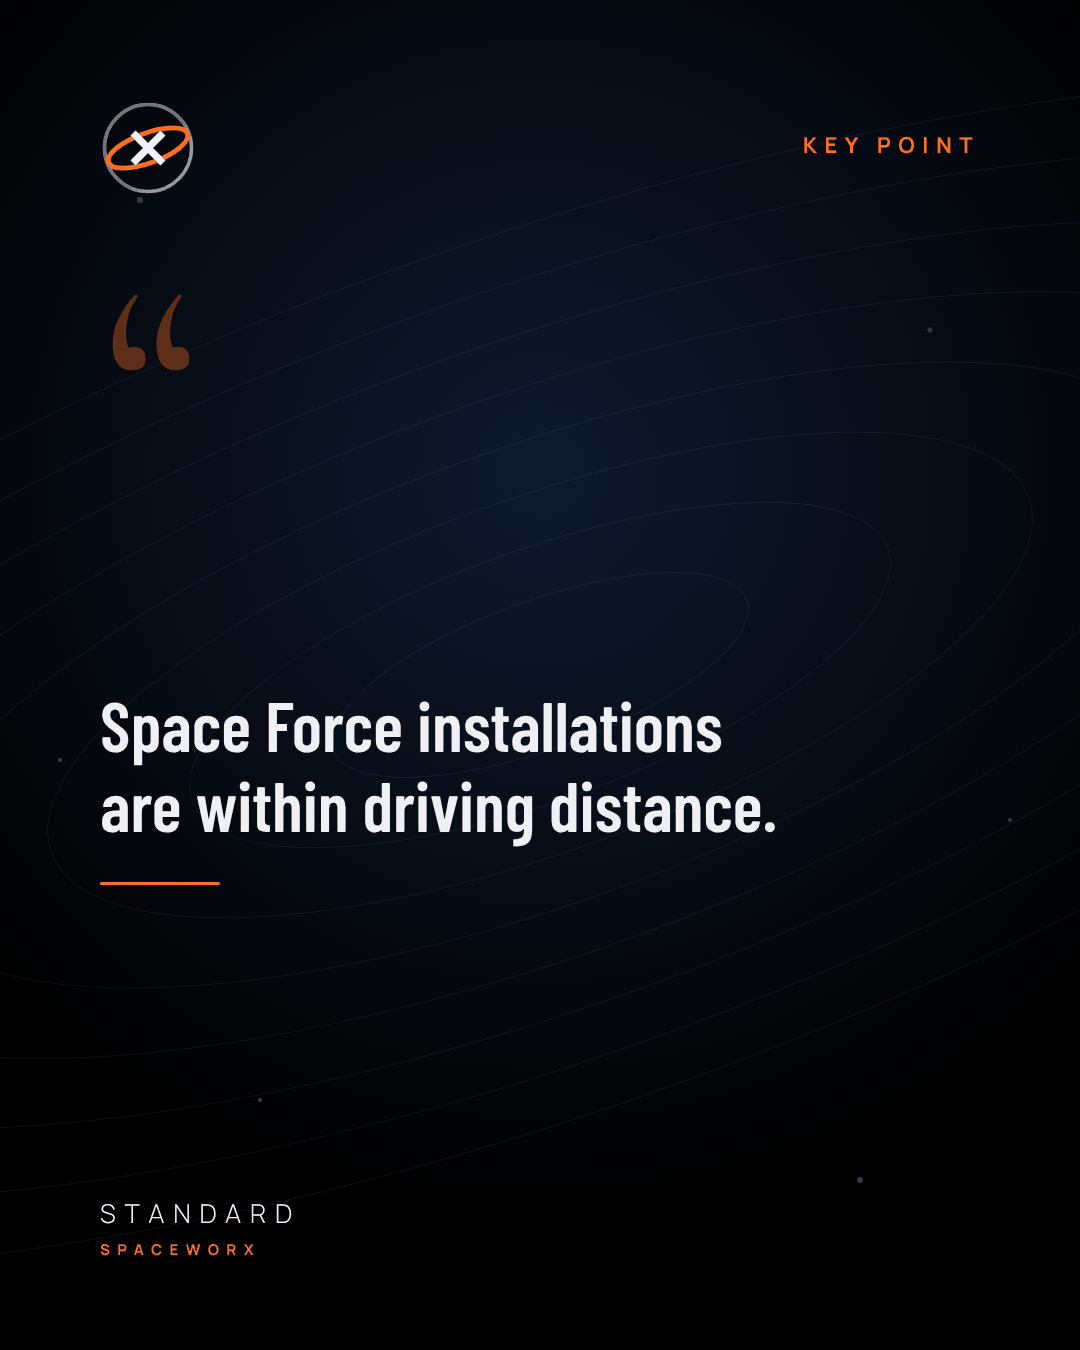 KEY POINT
“
Space Force installations
are within driving distance.
STANDARD
SPACEWORX